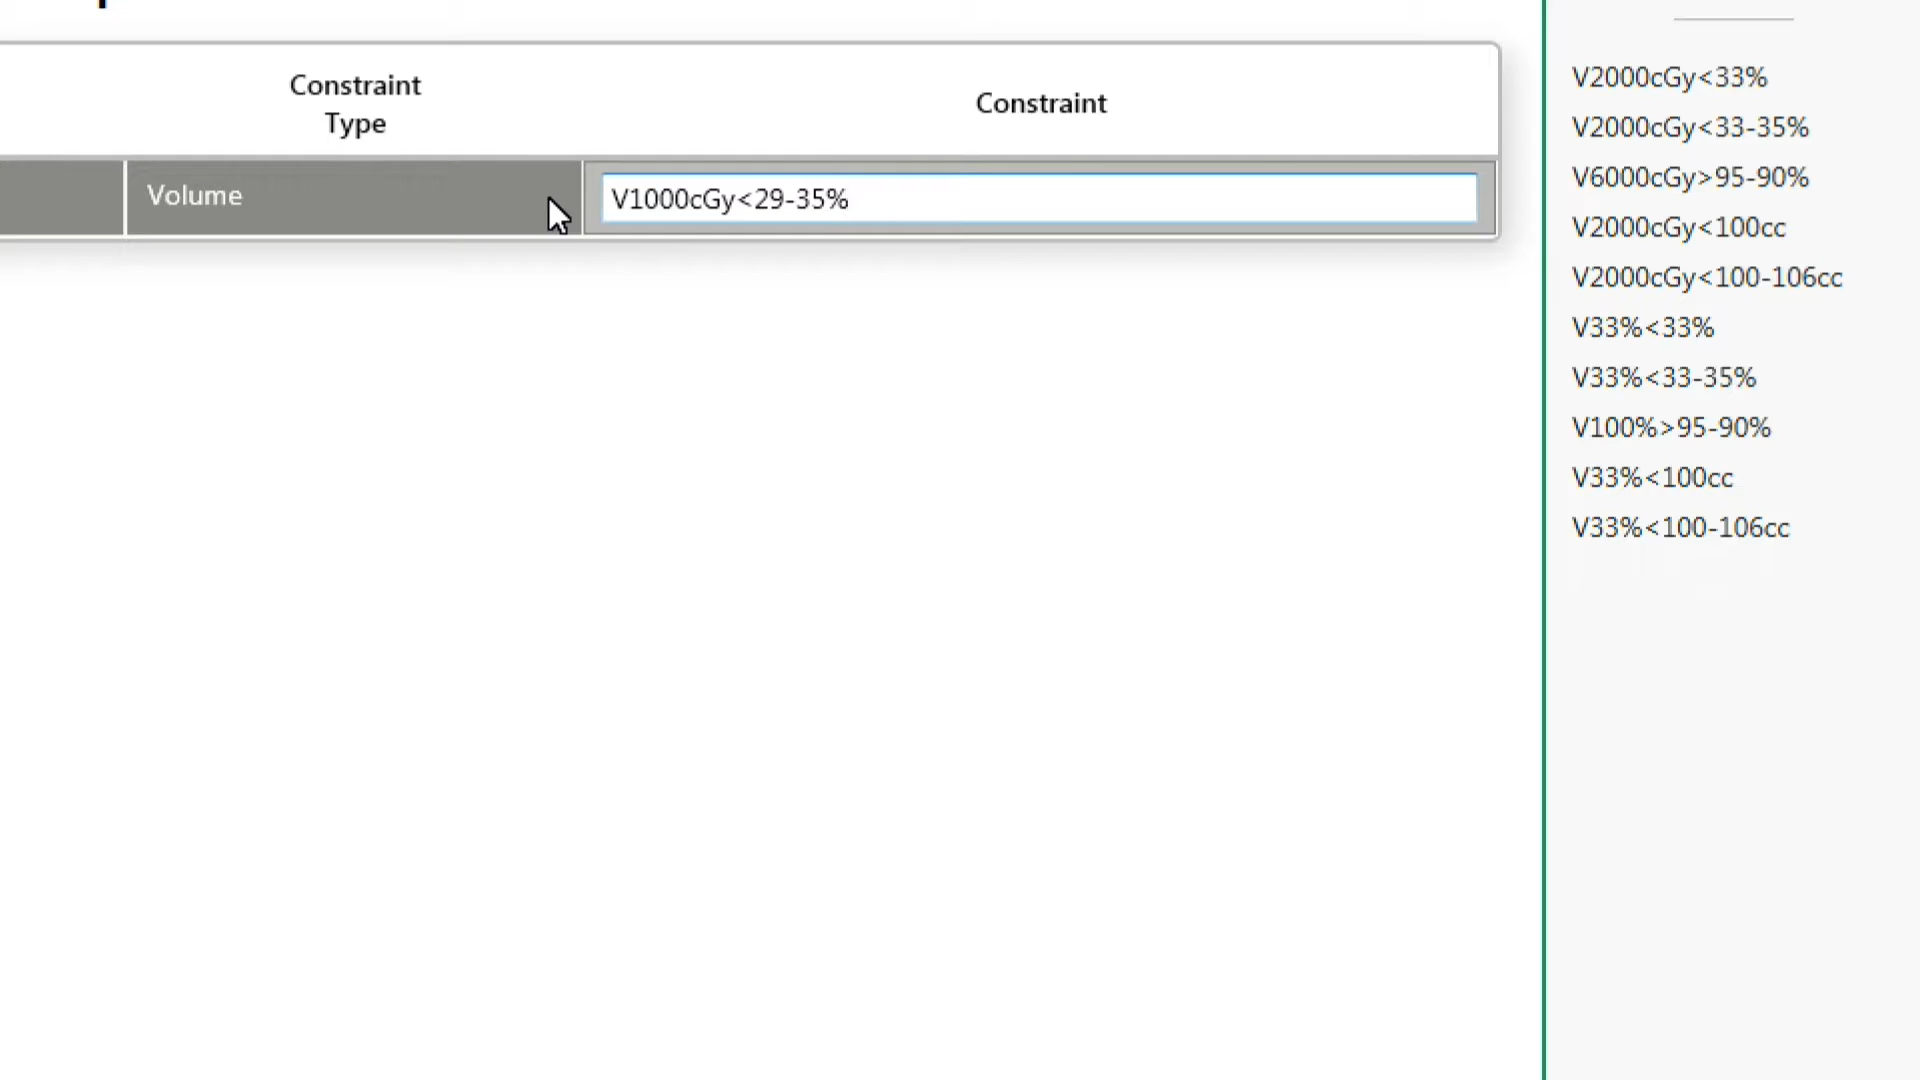 Constraint
Type
Constraint
Volume
V1000cGy<29-35%
V2000cGy<33%
V2000cGy<33-35%
V6000cGy>95-90%
V2000cGy<100cc
V2000cGy<100-106cc
V33%<33%
V33%<33-35%
V100%>95-90%
V33%<100cc
V33%<100-106cc